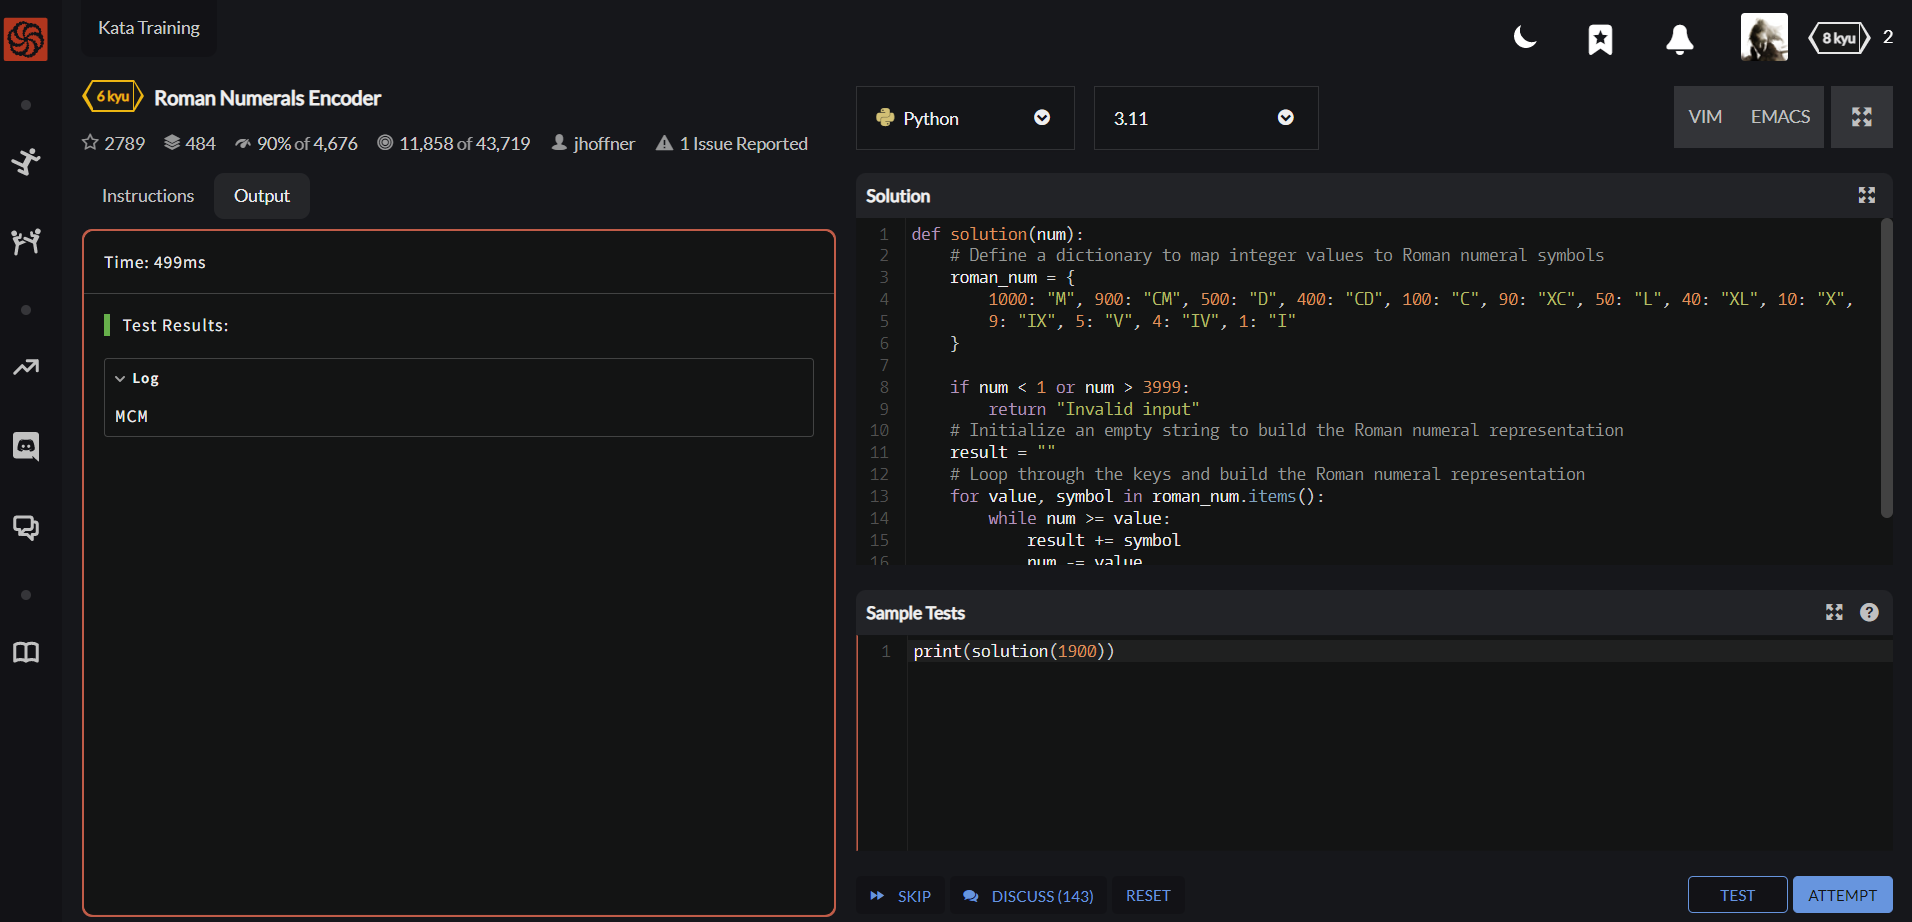 Kata Training
8 kyu 2
6 kyu Roman Numerals Encoder
2789 484 90% of 4,676 11,858 of 43,719 jhoffner 1 Issue Reported
Python
3.11
VIM EMACS
Instructions Output
Time: 499ms
Test Results:
Log
MCM
Solution
1 def solution(num):
2     # Define a dictionary to map integer values to Roman numeral symbols
3     roman_num = {
4         1000: "M", 900: "CM", 500: "D", 400: "CD", 100: "C", 90: "XC", 50: "L", 40: "XL", 10: "X",
5         9: "IX", 5: "V", 4: "IV", 1: "I"
6     }
7
8     if num < 1 or num > 3999:
9         return "Invalid input"
10     # Initialize an empty string to build the Roman numeral representation
11     result = ""
12     # Loop through the keys and build the Roman numeral representation
13     for value, symbol in roman_num.items():
14         while num >= value:
15             result += symbol
16             num -= value
Sample Tests
1 print(solution(1900))
SKIP DISCUSS (143) RESET
TEST ATTEMPT